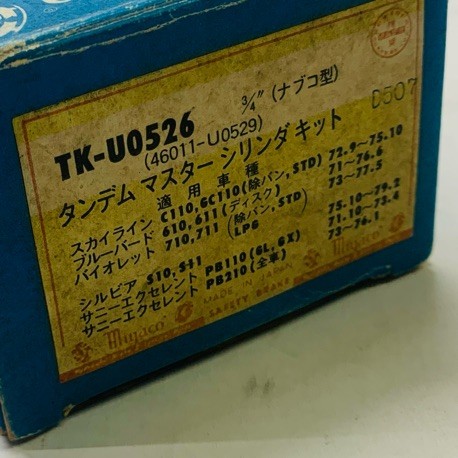 TK-U0526 3/4" (ナブコ型) D507
(46011-U0529)
タンデム マスター シリンダ キット
適用車種
スカイライン C110,GC110(除バン,STD) 72.9~75.10
ブルーバード 610,611(ディスク) 71~76.6
バイオレット 710,711(除バン,STD 73~77.5
LPG
シルビア S10,S11 75.10~79.2
サニーエクセレント PB110(GL,GX) 71.10~73.4
サニーエクセレント PB210(全車) 73~76.1
Miyaco MADE IN JAPAN
SAFETY BRAKE